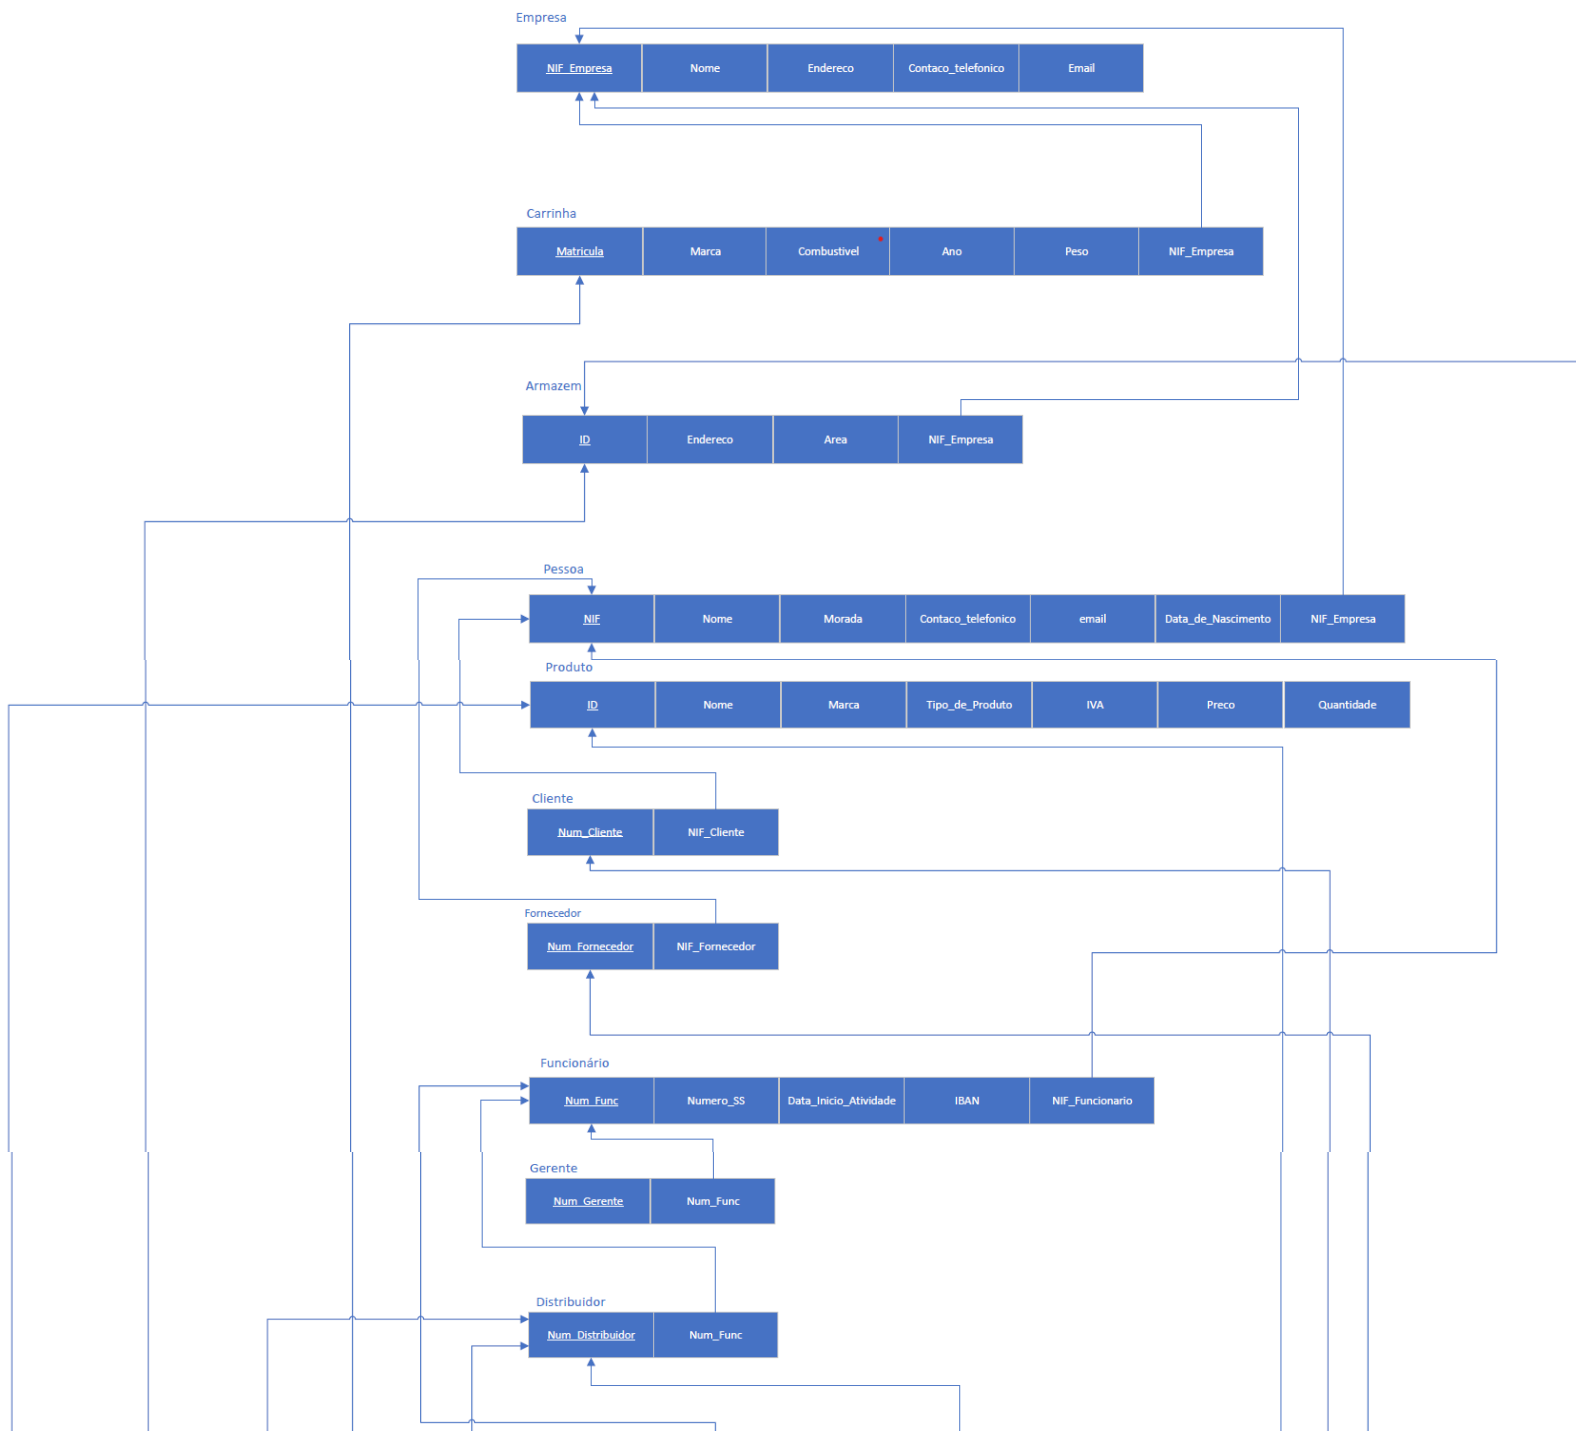 Empresa
NIF_Empresa Nome Endereco Contaco_telefonico Email
Carrinha
Matricula Marca Combustivel * Ano Peso NIF_Empresa
Armazem
ID Endereco Area NIF_Empresa
Pessoa
NIF Nome Morada Contaco_telefonico email Data_de_Nascimento NIF_Empresa
Produto
ID Nome Marca Tipo_de_Produto IVA Preco Quantidade
Cliente
Num_Cliente NIF_Cliente
Fornecedor
Num_Fornecedor NIF_Fornecedor
Funcionário
Num_Func Numero_SS Data_Inicio_Atividade IBAN NIF_Funcionario
Gerente
Num_Gerente Num_Func
Distribuidor
Num_Distribuidor Num_Func